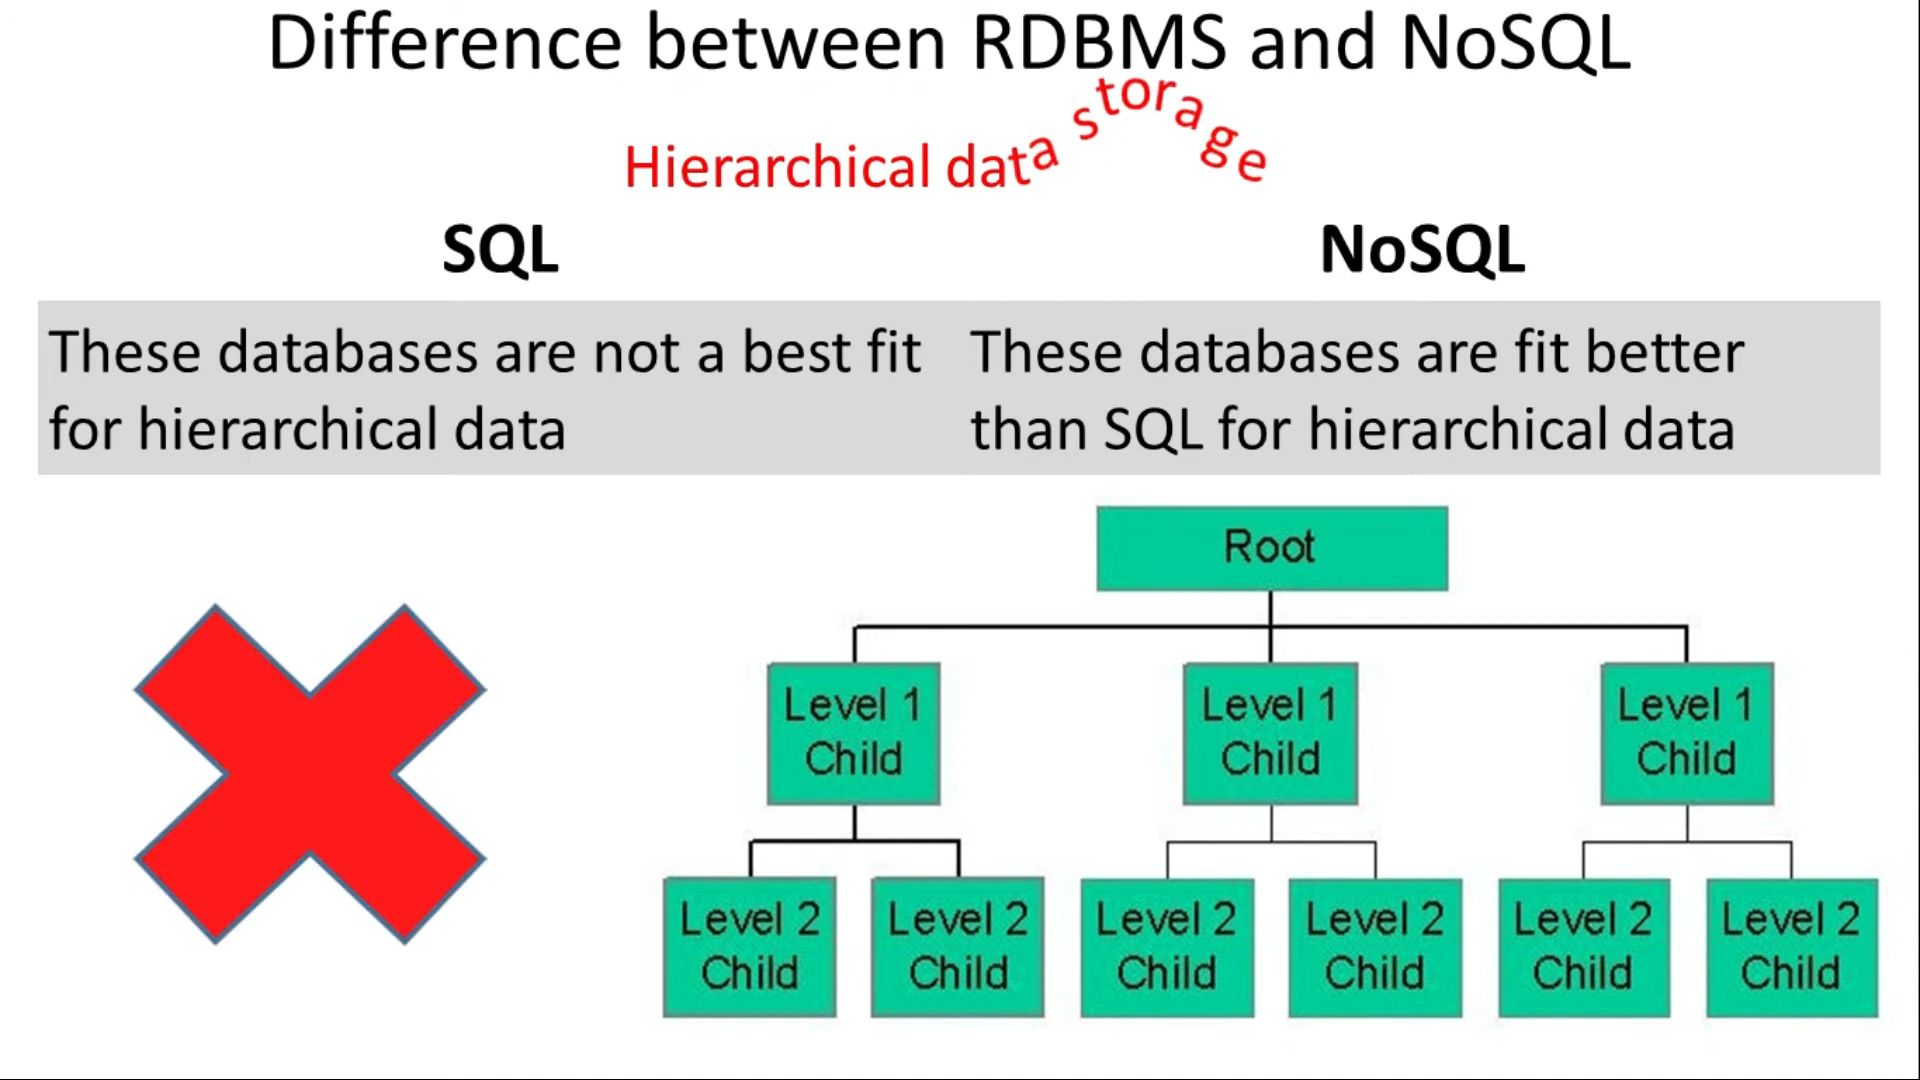 Difference between RDBMS and NoSQL
Hierarchical data storage
SQL
NoSQL
These databases are not a best fit
for hierarchical data
These databases are fit better
than SQL for hierarchical data
Root
Level 1
Child
Level 1
Child
Level 1
Child
Level 2
Child
Level 2
Child
Level 2
Child
Level 2
Child
Level 2
Child
Level 2
Child